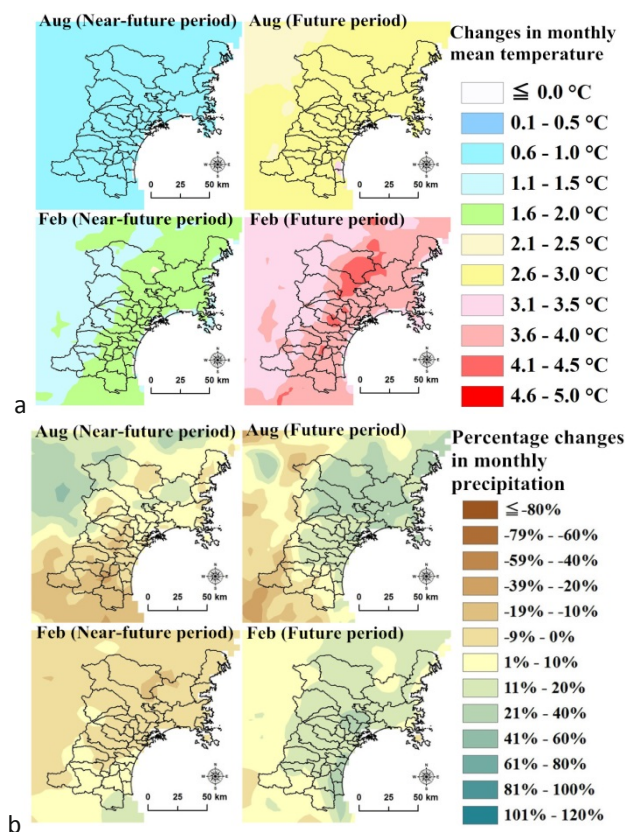 Aug (Near-future period)
Aug (Future period)
Changes in monthly
mean temperature
≦ 0.0 °C
0.1 - 0.5 °C
0.6 - 1.0 °C
1.1 - 1.5 °C
1.6 - 2.0 °C
2.1 - 2.5 °C
2.6 - 3.0 °C
3.1 - 3.5 °C
3.6 - 4.0 °C
4.1 - 4.5 °C
4.6 - 5.0 °C
0 25 50 km
0 25 50 km
Feb (Near-future period)
Feb (Future period)
0 25 50 km
0 25 50 km
a
Aug (Near-future period)
Aug (Future period)
Percentage changes
in monthly
precipitation
≦ -80%
-79% - -60%
-59% - -40%
-39% - -20%
-19% - -10%
-9% - 0%
1% - 10%
11% - 20%
21% - 40%
41% - 60%
61% - 80%
81% - 100%
101% - 120%
0 25 50 km
0 25 50 km
Feb (Near-future period)
Feb (Future period)
0 25 50 km
0 25 50 km
b